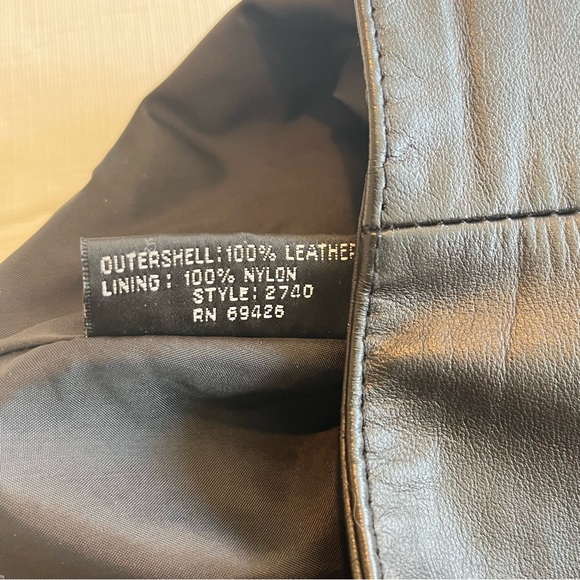 OUTERSHELL: 100% LEATHER
LINING: 100% NYLON
STYLE: 2740
RN 69426